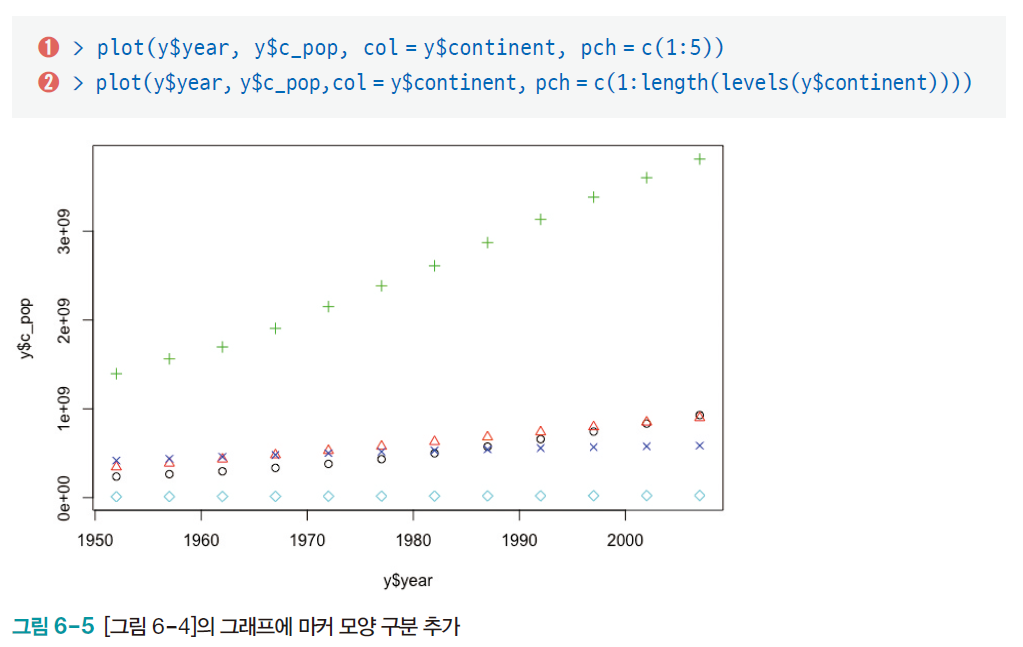 ❶ > plot(y$year, y$c_pop, col = y$continent, pch = c(1:5))
❷ > plot(y$year, y$c_pop,col = y$continent, pch = c(1:length(levels(y$continent))))
3e+09
2e+09
1e+09
0e+00
y$c_pop
1950 1960 1970 1980 1990 2000
y$year
그림 6-5 [그림 6-4]의 그래프에 마커 모양 구분 추가